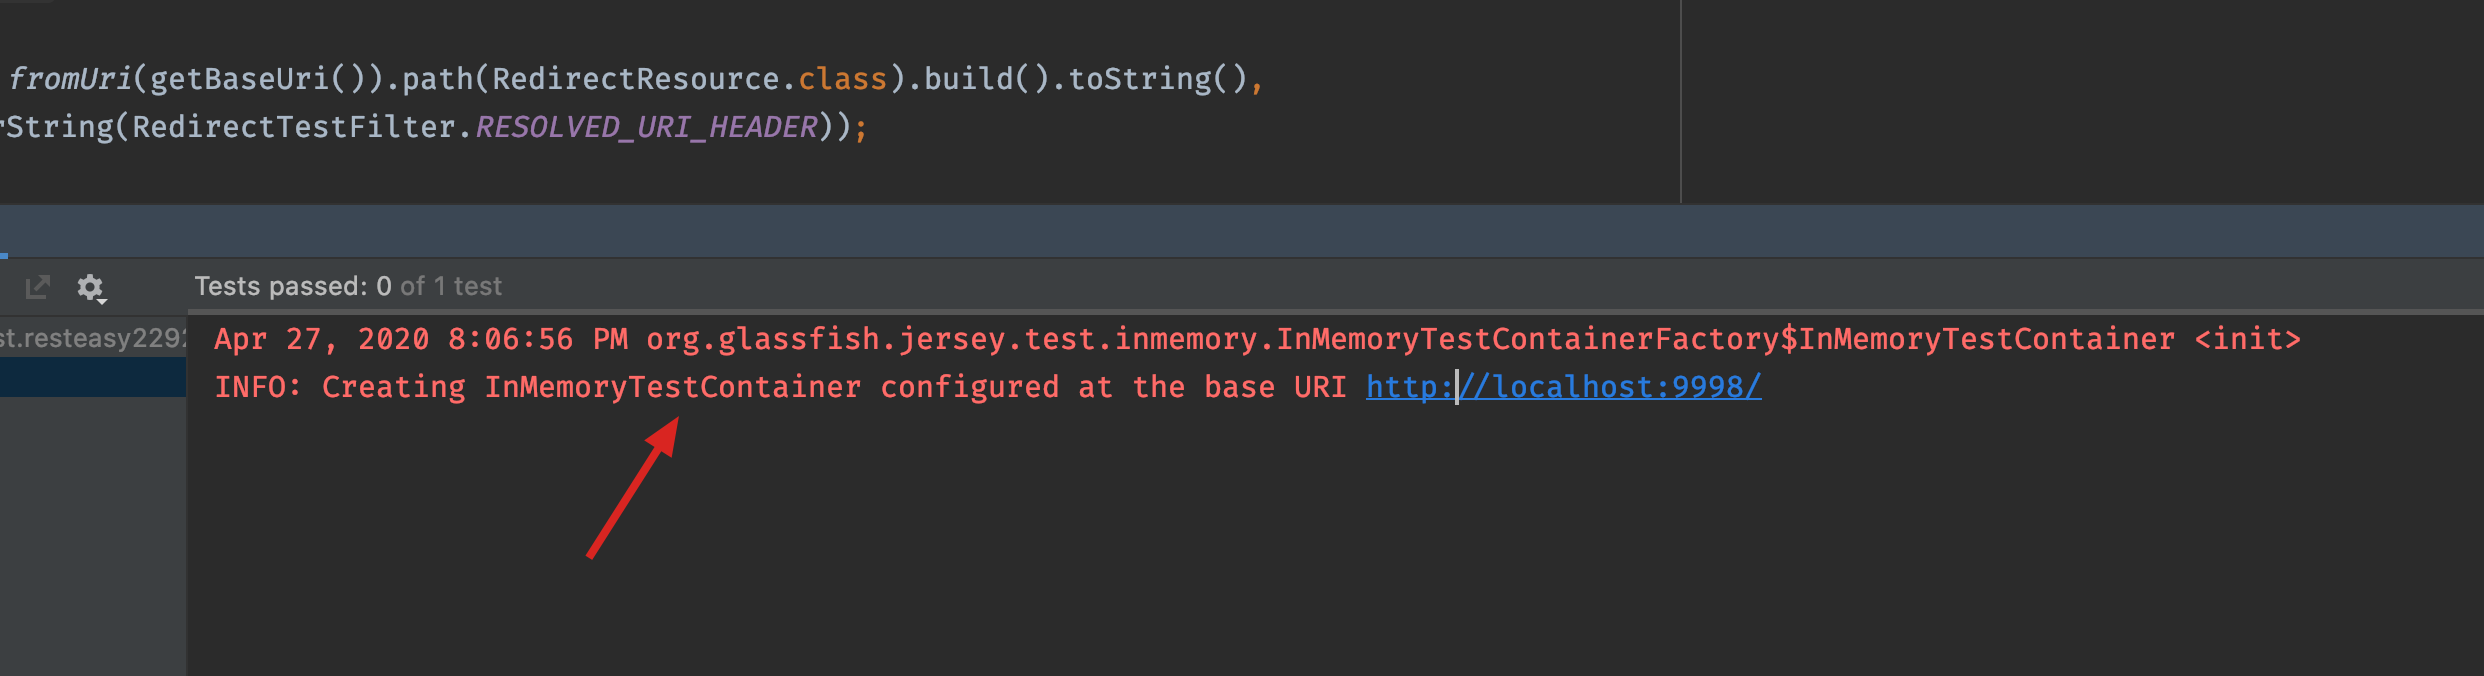 fromUri(getBaseUri()).path(RedirectResource.class).build().toString(),
rString(RedirectTestFilter.RESOLVED_URI_HEADER));
Tests passed: 0 of 1 test
st.resteasy2292
Apr 27, 2020 8:06:56 PM org.glassfish.jersey.test.inmemory.InMemoryTestContainerFactory$InMemoryTestContainer <init>
INFO: Creating InMemoryTestContainer configured at the base URI http://localhost:9998/